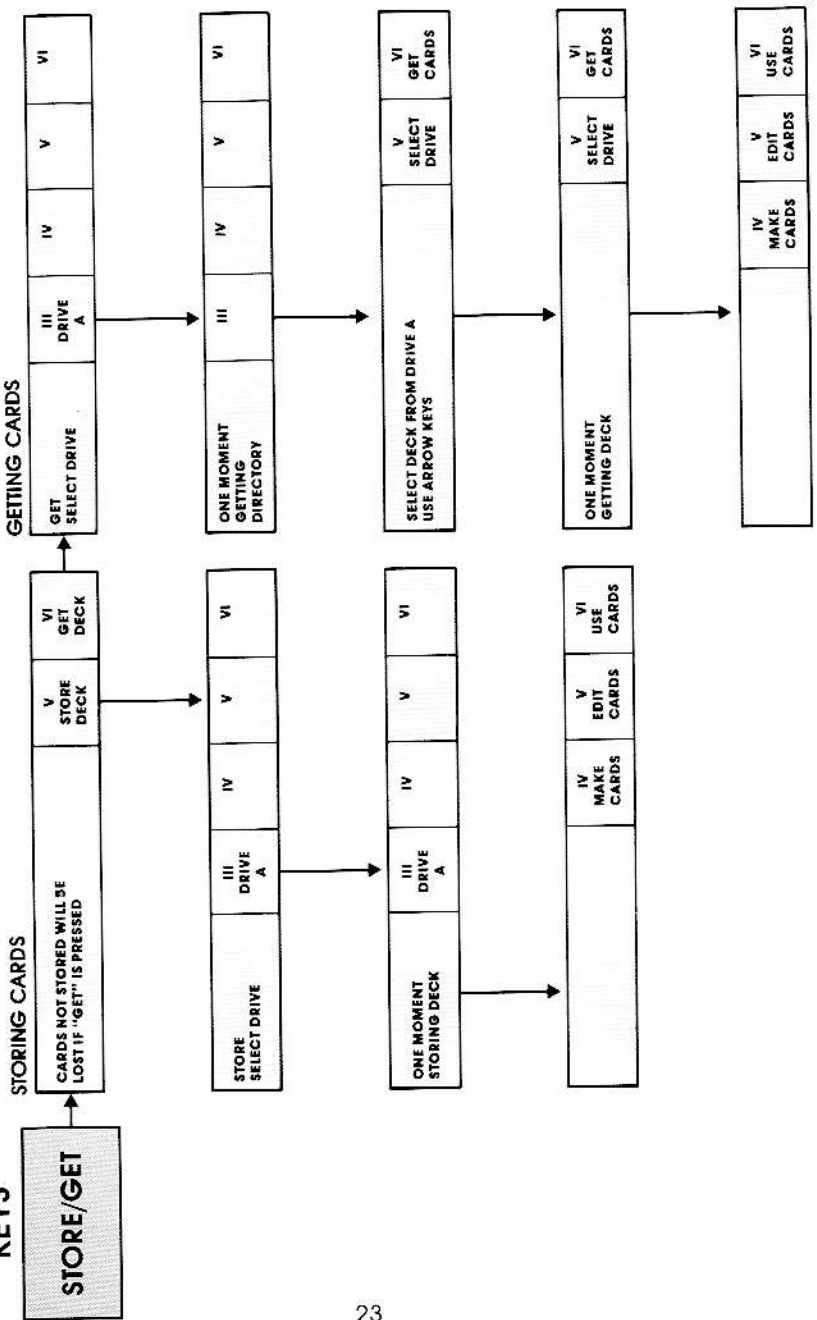 KEYS
STORE/GET
STORING CARDS
CARDS NOT STORED WILL BE
LOST IF "GET" IS PRESSED
V
STORE
DECK
VI
GET
DECK
STORE
SELECT DRIVE
III
DRIVE
A
IV
V
VI
ONE MOMENT
STORING DECK
III
DRIVE
A
IV
V
VI
IV
MAKE
CARDS
V
EDIT
CARDS
VI
USE
CARDS
GETTING CARDS
GET
SELECT DRIVE
III
DRIVE
A
IV
V
VI
ONE MOMENT
GETTING
DIRECTORY
III
IV
V
VI
SELECT DECK FROM DRIVE A
USE ARROW KEYS
V
SELECT
DRIVE
VI
GET
CARDS
ONE MOMENT
GETTING DECK
V
SELECT
DRIVE
VI
GET
CARDS
IV
MAKE
CARDS
V
EDIT
CARDS
VI
USE
CARDS
23